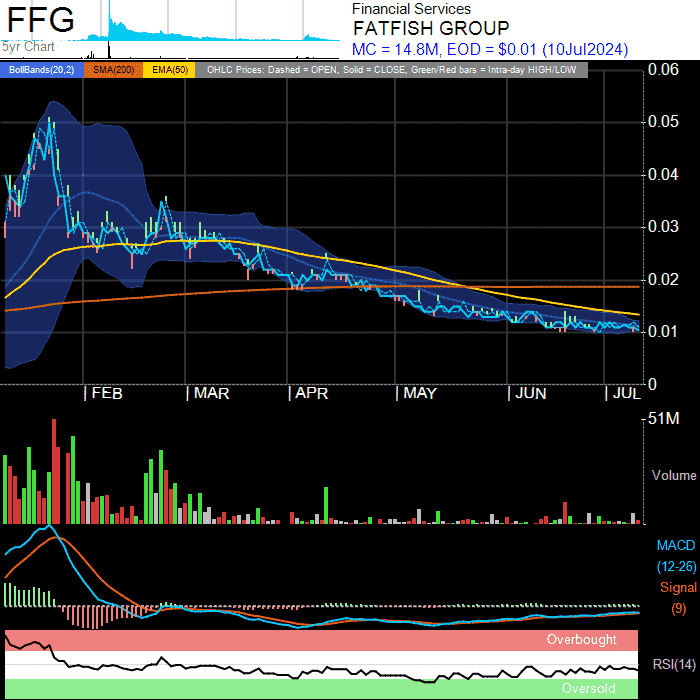 FFG
5yr Chart
Financial Services
FATFISH GROUP
MC = 14.8M, EOD = $0.01 (10Jul2024)
BollBands(20,2) SMA(200) EMA(50) OHLC Prices: Dashed = OPEN, Solid = CLOSE, Green/Red bars = Intra-day HIGH/LOW
0.06
0.05
0.04
0.03
0.02
0.01
0
FEB MAR APR MAY JUN JUL
51M
Volume
MACD
(12-26)
Signal
(9)
Overbought
RSI(14)
Oversold